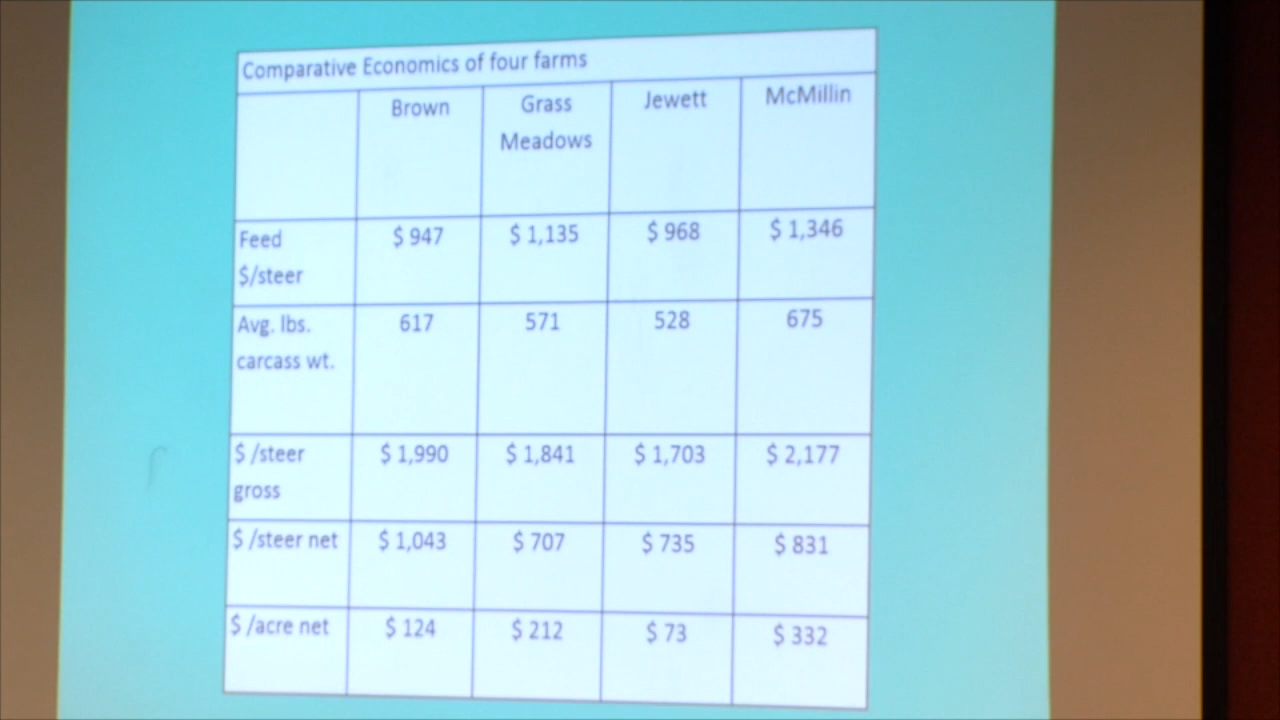 Comparative Economics of four farms
Brown Grass Meadows Jewett McMillin
Feed $/steer $ 947 $ 1,135 $ 968 $ 1,346
Avg. lbs. carcass wt. 617 571 528 675
$ /steer gross $ 1,990 $ 1,841 $ 1,703 $ 2,177
$ /steer net $ 1,043 $ 707 $ 735 $ 831
$ /acre net $ 124 $ 212 $ 73 $ 332